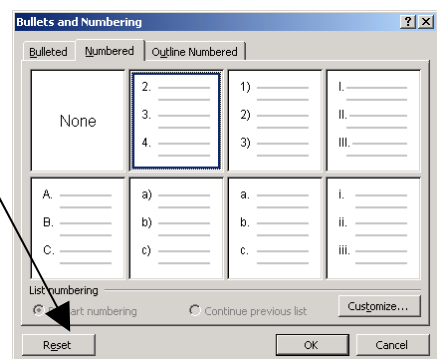 Bullets and Numbering
Bulleted Numbered Outline Numbered
None
2.
3.
4.
1)
2)
3)
I.
II.
III.
A.
B.
C.
a)
b)
c)
a.
b.
c.
i.
ii.
iii.
List numbering
art numbering Continue previous list Customize...
Reset OK Cancel